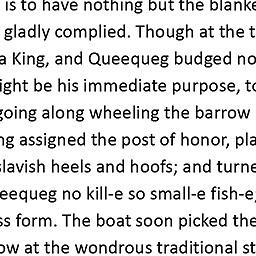 is to have nothing but the blanke
gladly complied. Though at the t
a King, and Queequeg budged no
ight be his immediate purpose, to
going along wheeling the barrow
ng assigned the post of honor, pla
slavish heels and hoofs; and turne
eequeg no kill-e so small-e fish-e
ss form. The boat soon picked the
ow at the wondrous traditional st